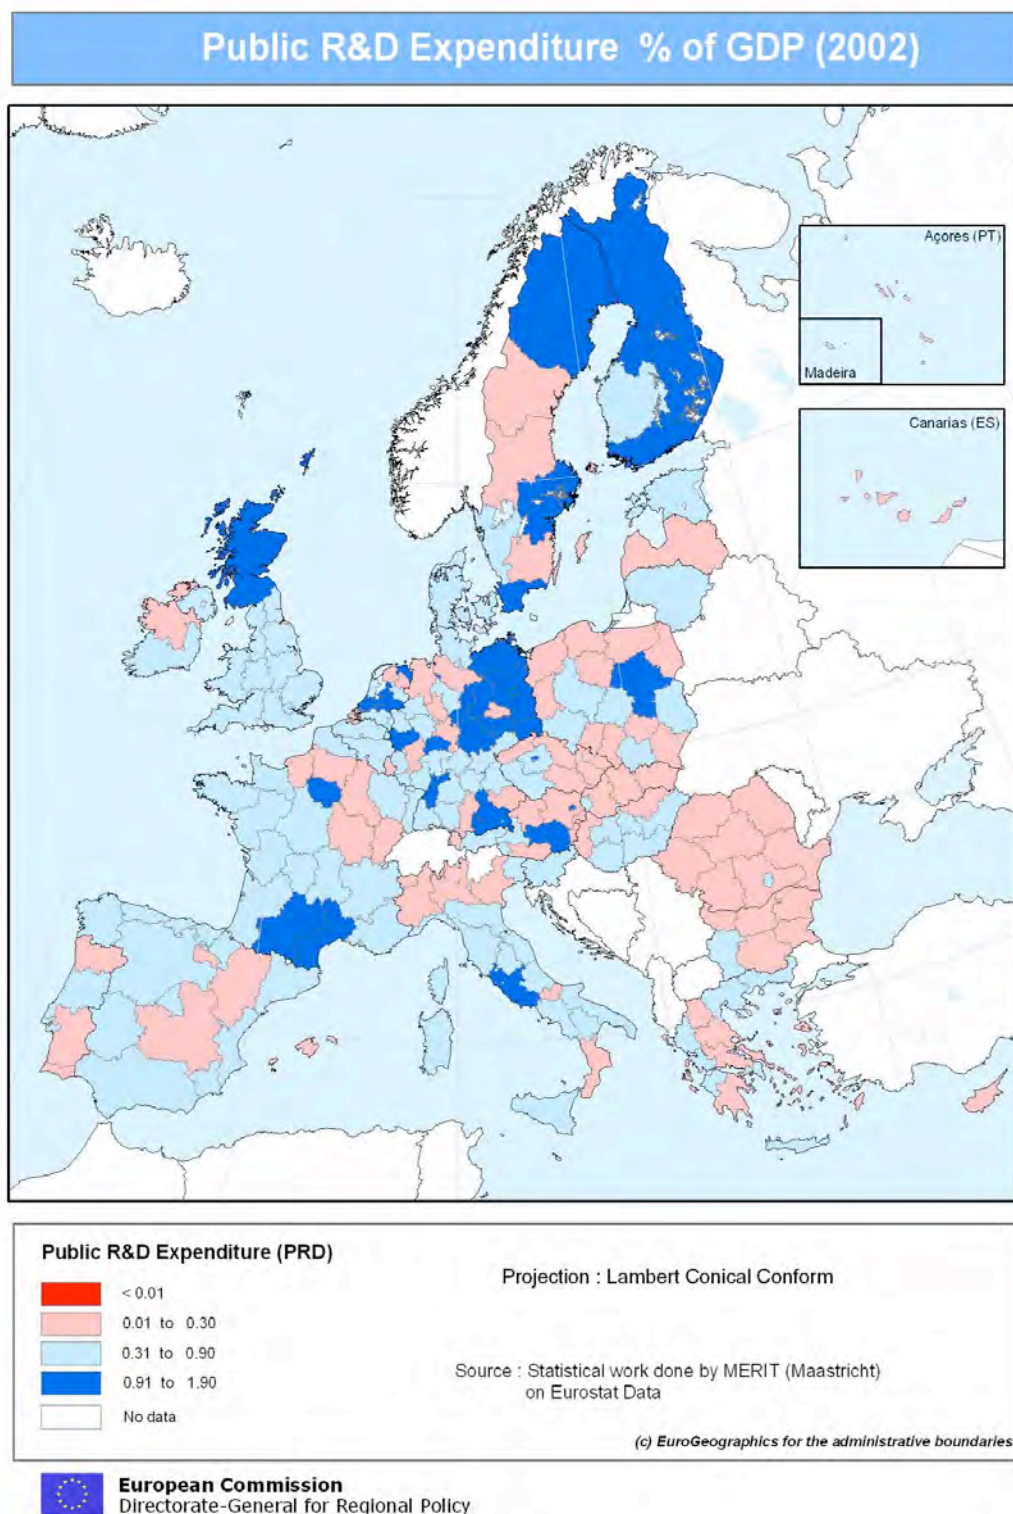 Public R&D Expenditure % of GDP (2002)
Açores (PT)
Madeira
Canarias (ES)
Public R&D Expenditure (PRD)
< 0.01
0.01 to 0.30
0.31 to 0.90
0.91 to 1.90
No data
Projection : Lambert Conical Conform
Source : Statistical work done by MERIT (Maastricht)
on Eurostat Data
(c) EuroGeographics for the administrative boundaries
European Commission
Directorate-General for Regional Policy